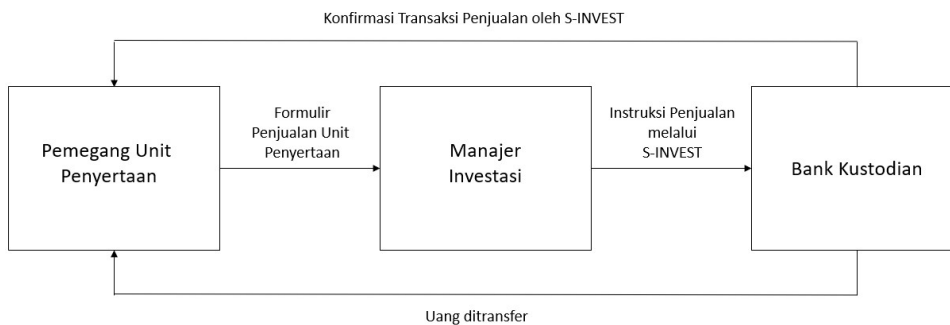 Konfirmasi Transaksi Penjualan oleh S-INVEST
Pemegang Unit
Penyertaan
Formulir
Penjualan Unit
Penyertaan
Manajer
Investasi
Instruksi Penjualan
melalui
S-INVEST
Bank Kustodian
Uang ditransfer